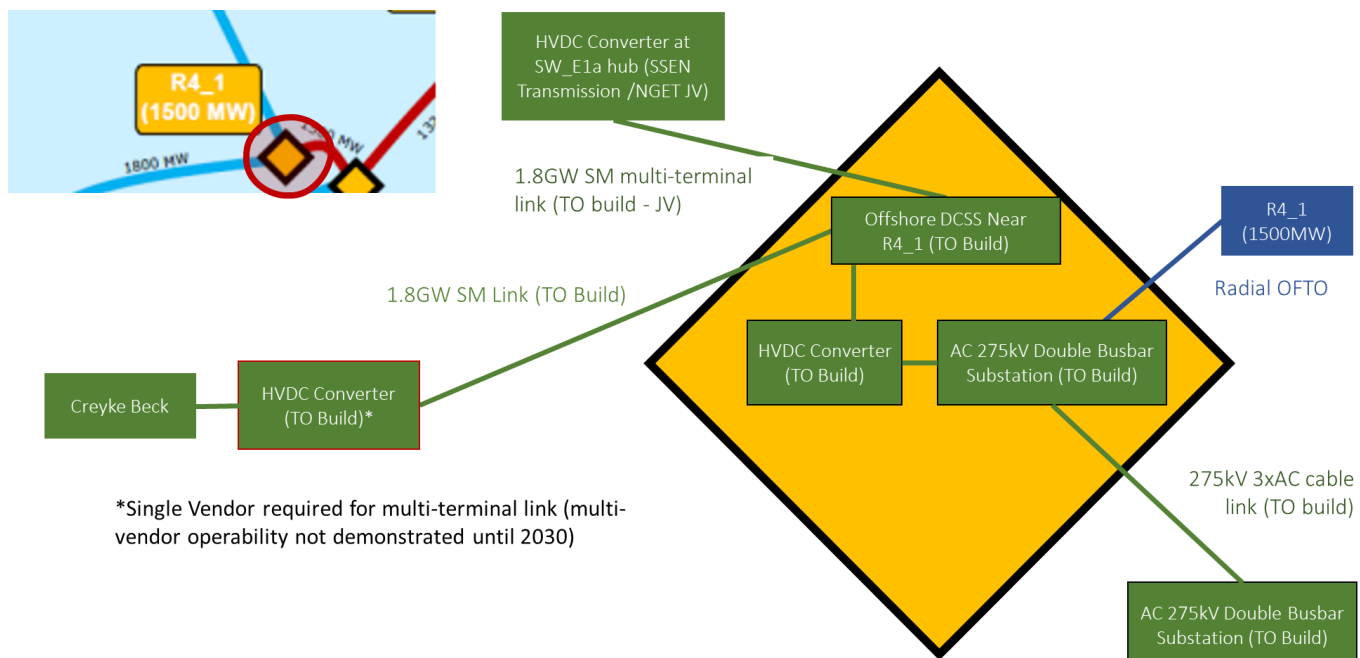 R4_1
(1500 MW)
1800 MW
HVDC Converter at
SW_E1a hub (SSEN
Transmission /NGET JV)
1.8GW SM multi-terminal
link (TO build - JV)
Offshore DCSS Near
R4_1 (TO Build)
R4_1
(1500MW)
Radial OFTO
1.8GW SM Link (TO Build)
HVDC Converter
(TO Build)
AC 275kV Double Busbar
Substation (TO Build)
Creyke Beck
HVDC Converter
(TO Build)*
*Single Vendor required for multi-terminal link (multi-
vendor operability not demonstrated until 2030)
275kV 3xAC cable
link (TO build)
AC 275kV Double Busbar
Substation (TO Build)